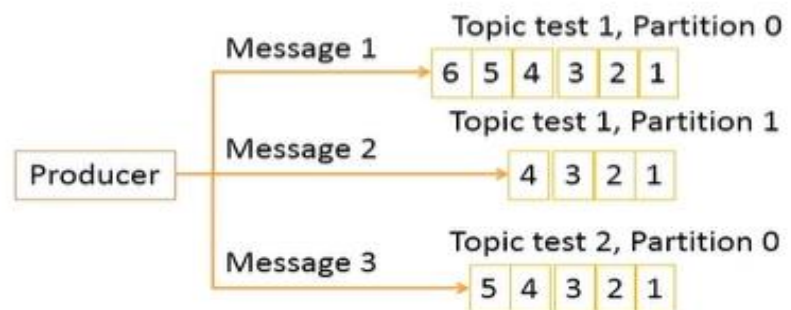 Topic test 1, Partition 0
Message 1
6 5 4 3 2 1
Topic test 1, Partition 1
Message 2
Producer
4 3 2 1
Topic test 2, Partition 0
Message 3
5 4 3 2 1